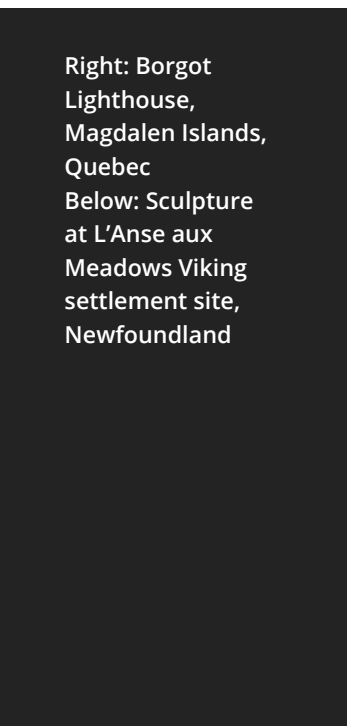 Right: Borgot
Lighthouse,
Magdalen Islands,
Quebec
Below: Sculpture
at L’Anse aux
Meadows Viking
settlement site,
Newfoundland